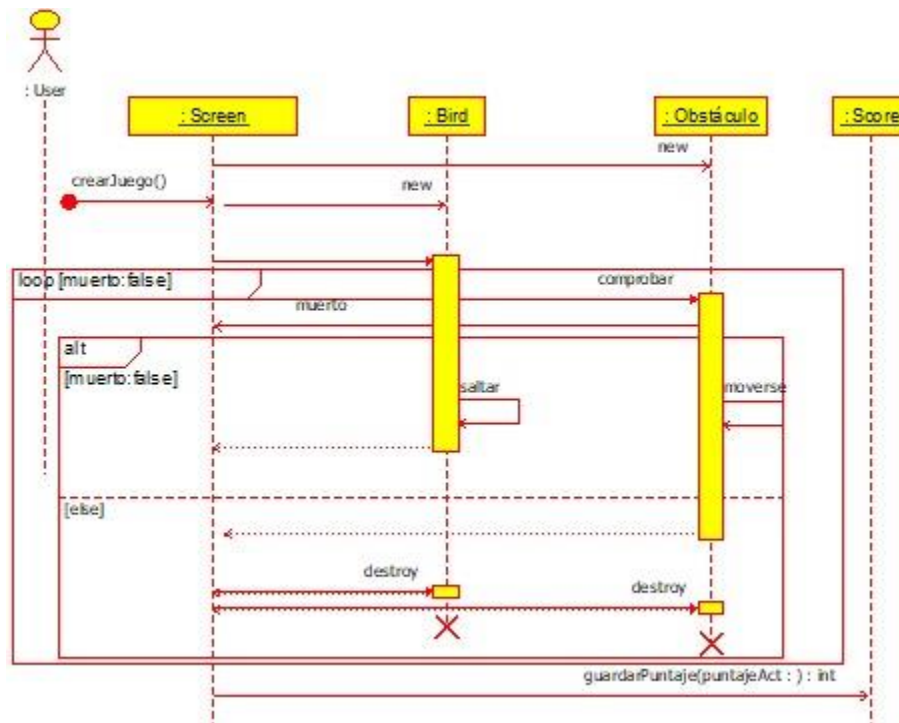 : User
: Screen
: Bird
: Obstáculo
: Score
new
crearJuego()
new
loop [muerto:false]
comprobar
muerto
alt
[muerto:false]
saltar
moverse
[else]
destroy
destroy
guardarPuntaje(puntajeAct : ) : int